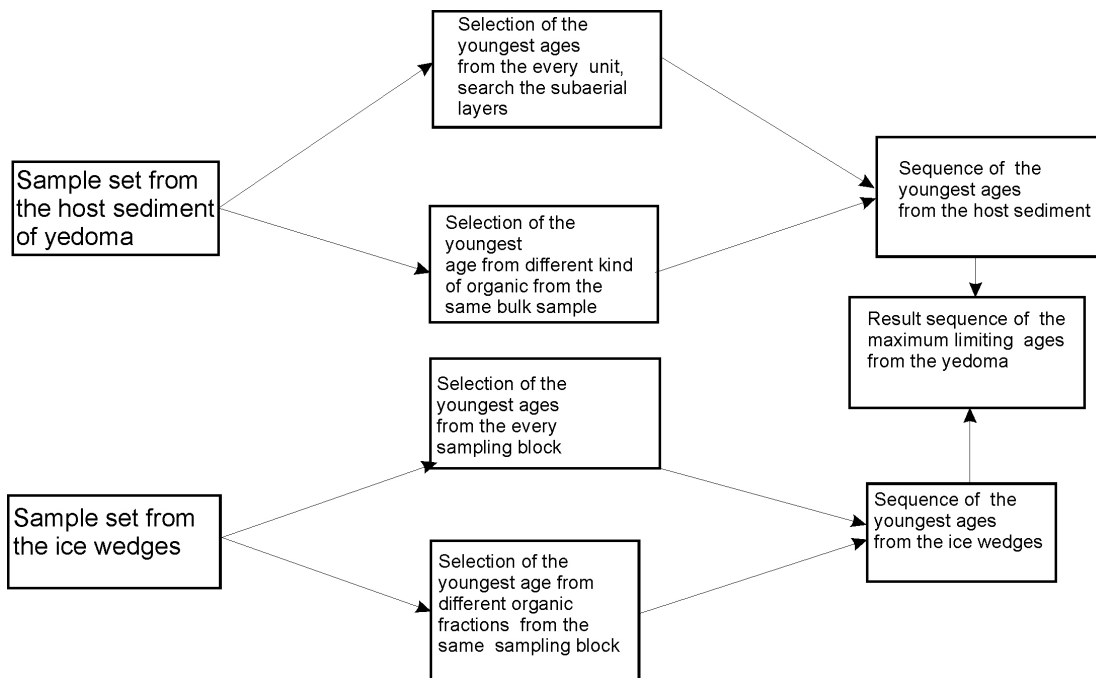 Selection of the
youngest ages
from the every unit,
search the subaerial
layers
Sample set from
the host sediment
of yedoma
Selection of the
youngest
age from different kind
of organic from the
same bulk sample
Sequence of the
youngest ages
from the host sediment
Result sequence of the
maximum limiting ages
from the yedoma
Selection of the
youngest ages
from the every
sampling block
Sample set from
the ice wedges
Selection of the
youngest age from
different organic
fractions from the
same sampling block
Sequence of the
youngest ages
from the ice wedges